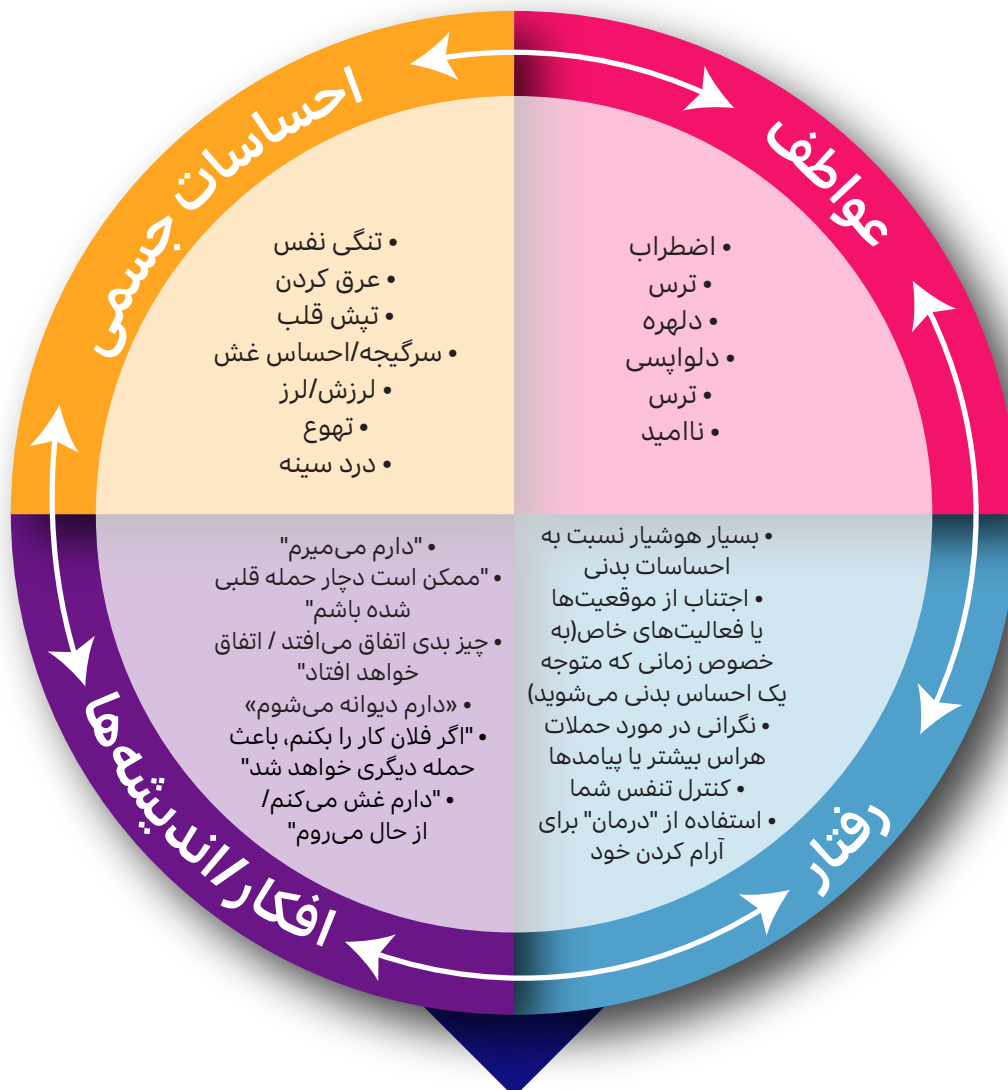 عواطف
• اضطراب
• ترس
• دلهره
• دلواپسی
• ترس
• ناامید
احساسات جسمی
• تنگی نفس
• عرق کردن
• تپش قلب
• سرگیجه/احساس غش
• لرزش/لرز
• تهوع
• درد سینه
رفتار
• بسیار هوشیار نسبت به
احساسات بدنی
• اجتناب از موقعیت‌ها
یا فعالیت‌های خاص(به
خصوص زمانی که متوجه
یک احساس بدنی می‌شوید)
• نگرانی در مورد حملات
هراس بیشتر یا پیامدها
• کنترل تنفس شما
• استفاده از "درمان" برای
آرام کردن خود
افکار/اندیشه‌ها
• "دارم می‌میرم"
• "ممکن است دچار حمله قلبی
شده باشم"
• چیز بدی اتفاق می‌افتد / اتفاق
خواهد افتاد"
• «دارم دیوانه می‌شوم»
• "اگر فلان کار را بکنم، باعث
حمله دیگری خواهد شد"
• "دارم غش می‌کنم/
از حال می‌روم"